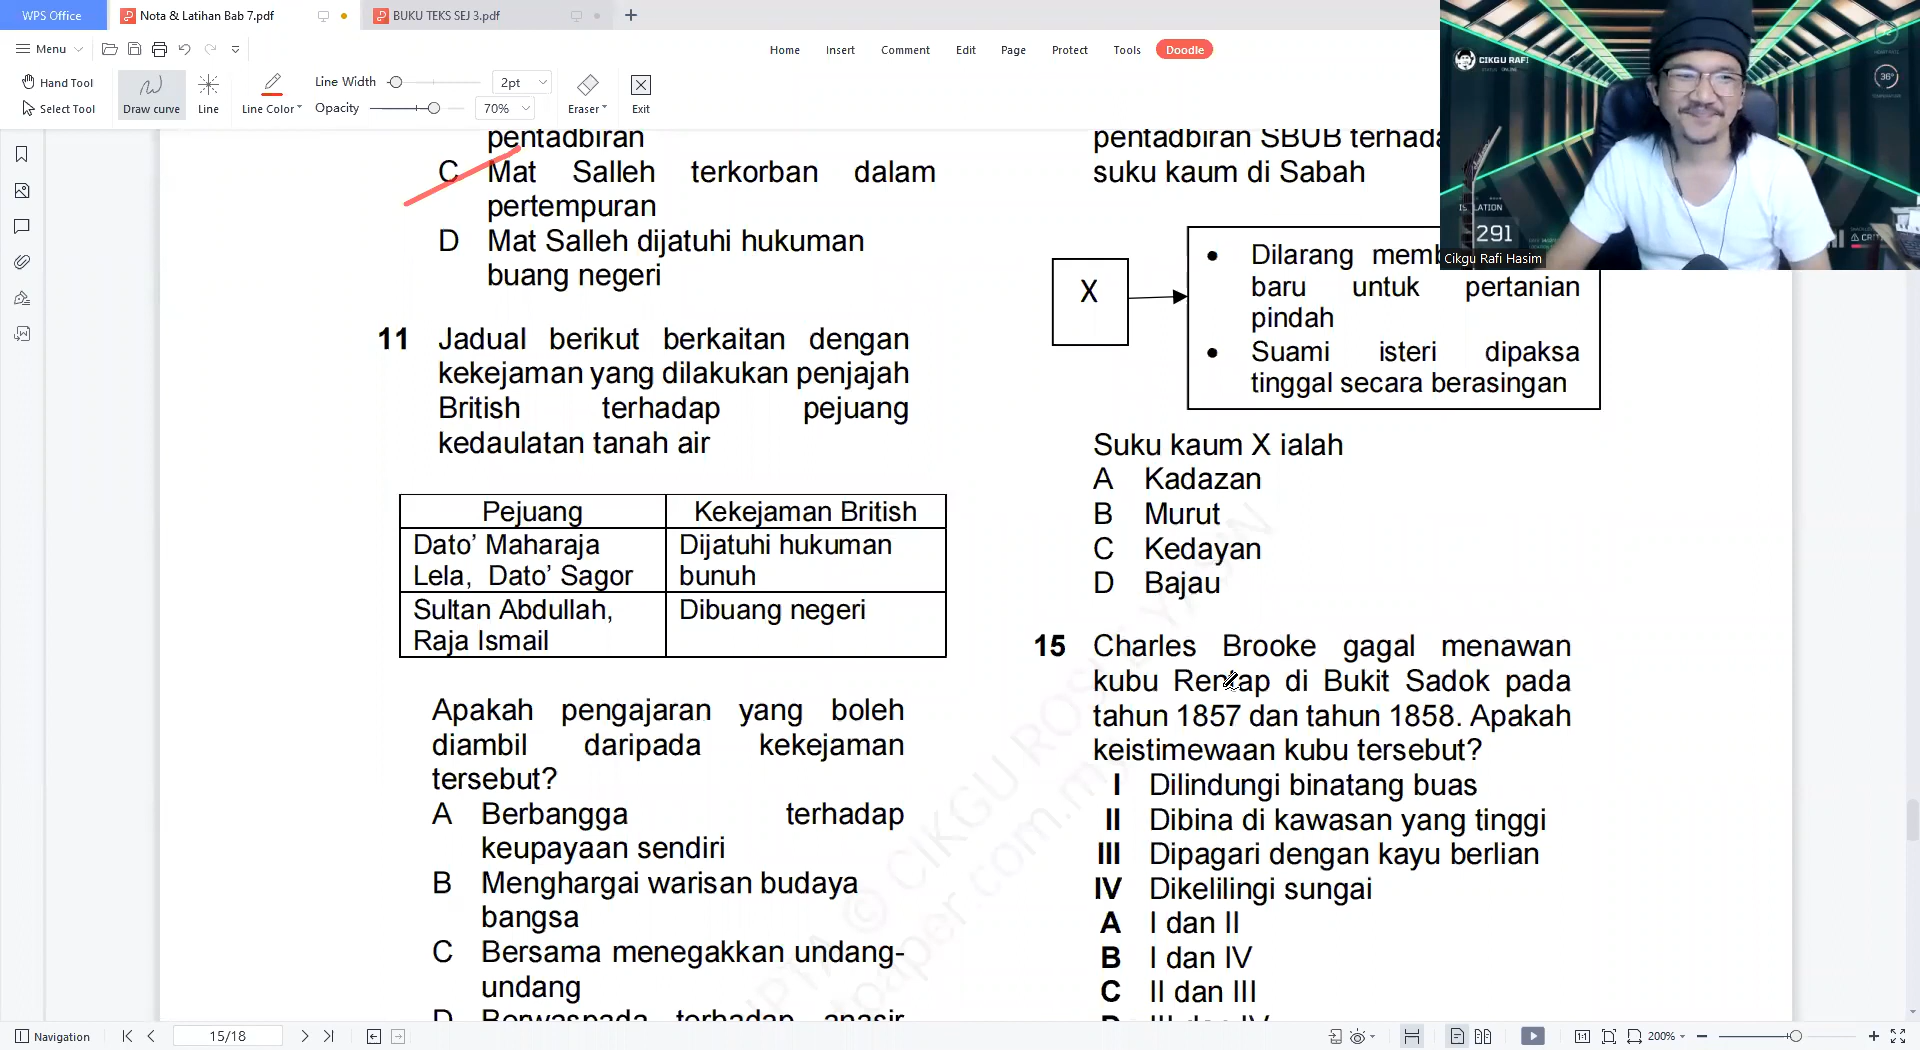 WPS Office
Nota & Latihan Bab 7.pdf
BUKU TEKS SEJ 3.pdf
Menu
Home Insert Comment Edit Page Protect Tools Doodle
Hand Tool
Select Tool
Draw curve
Line
Line Color
Line Width
2pt
Opacity
70%
Eraser
Exit
CIKGU RAFI
36°
291
Cikgu Rafi Hasim
pentadbiran
C Mat Salleh terkorban dalam
pertempuran
D Mat Salleh dijatuhi hukuman
buang negeri
11 Jadual berikut berkaitan dengan
kekejaman yang dilakukan penjajah
British terhadap pejuang
kedaulatan tanah air
Pejuang Kekejaman British
Dato’ Maharaja
Lela, Dato’ Sagor
Dijatuhi hukuman
bunuh
Sultan Abdullah,
Raja Ismail
Dibuang negeri
Apakah pengajaran yang boleh
diambil daripada kekejaman
tersebut?
A Berbangga terhadap
keupayaan sendiri
B Menghargai warisan budaya
bangsa
C Bersama menegakkan undang-
undang
D Berwaspada terhadap anasir
pentadbiran SBUB
suku kaum di Sabah
X
• Dilarang
baru untuk pertanian
pindah
• Suami isteri dipaksa
tinggal secara berasingan
Suku kaum X ialah
A Kadazan
B Murut
C Kedayan
D Bajau
15 Charles Brooke gagal menawan
kubu Rentap di Bukit Sadok pada
tahun 1857 dan tahun 1858. Apakah
keistimewaan kubu tersebut?
I Dilindungi binatang buas
II Dibina di kawasan yang tinggi
III Dipagari dengan kayu berlian
IV Dikelilingi sungai
A I dan II
B I dan IV
C II dan III
D III dan IV
Navigation
15/18
200%